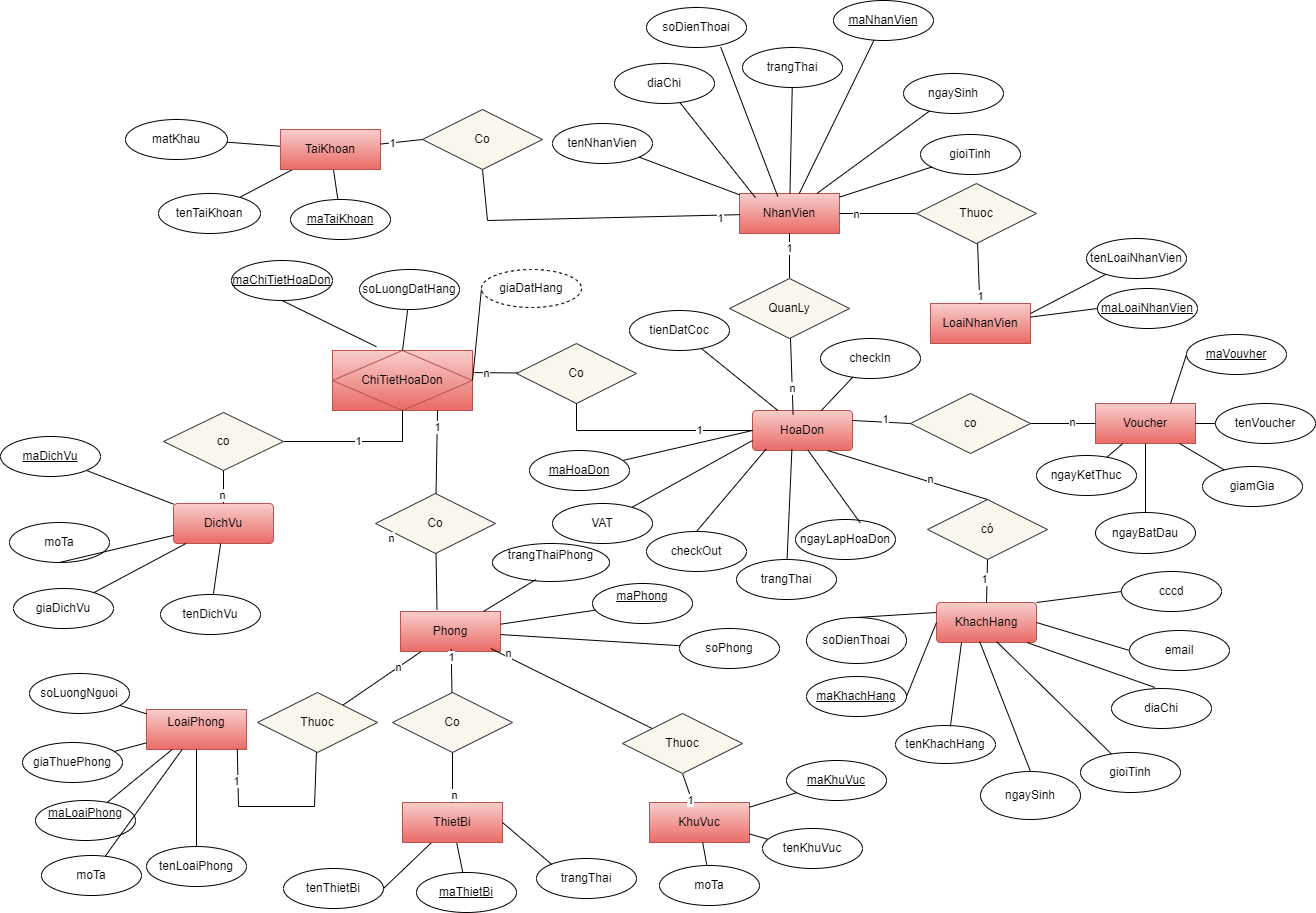 maNhanVien
soDienThoai
trangThai
diaChi
ngaySinh
matKhau
TaiKhoan
1
Co
tenNhanVien
gioiTinh
tenTaiKhoan
maTaiKhoan
1
NhanVien
n
Thuoc
1
tenLoaiNhanVien
maChiTietHoaDon
soLuongDatHang
giaDatHang
QuanLy
1
maLoaiNhanVien
LoaiNhanVien
tienDatCoc
checkIn
maVouvher
ChiTietHoaDon
n
Co
n
1
1
HoaDon
1
co
n
Voucher
tenVoucher
co
1
maDichVu
maHoaDon
n
ngayKetThuc
giamGia
n
DichVu
Co
n
VAT
checkOut
ngayLapHoaDon
có
ngayBatDau
moTa
trangThaiPhong
trangThai
1
giaDichVu
tenDichVu
maPhong
cccd
Phong
soPhong
KhachHang
soDienThoai
email
n
1
n
soLuongNguoi
maKhachHang
diaChi
LoaiPhong
Thuoc
Co
Thuoc
tenKhachHang
giaThuePhong
1
gioiTinh
n
1
maKhuVuc
ngaySinh
maLoaiPhong
ThietBi
KhuVuc
tenKhuVuc
moTa
tenLoaiPhong
tenThietBi
maThietBi
trangThai
moTa